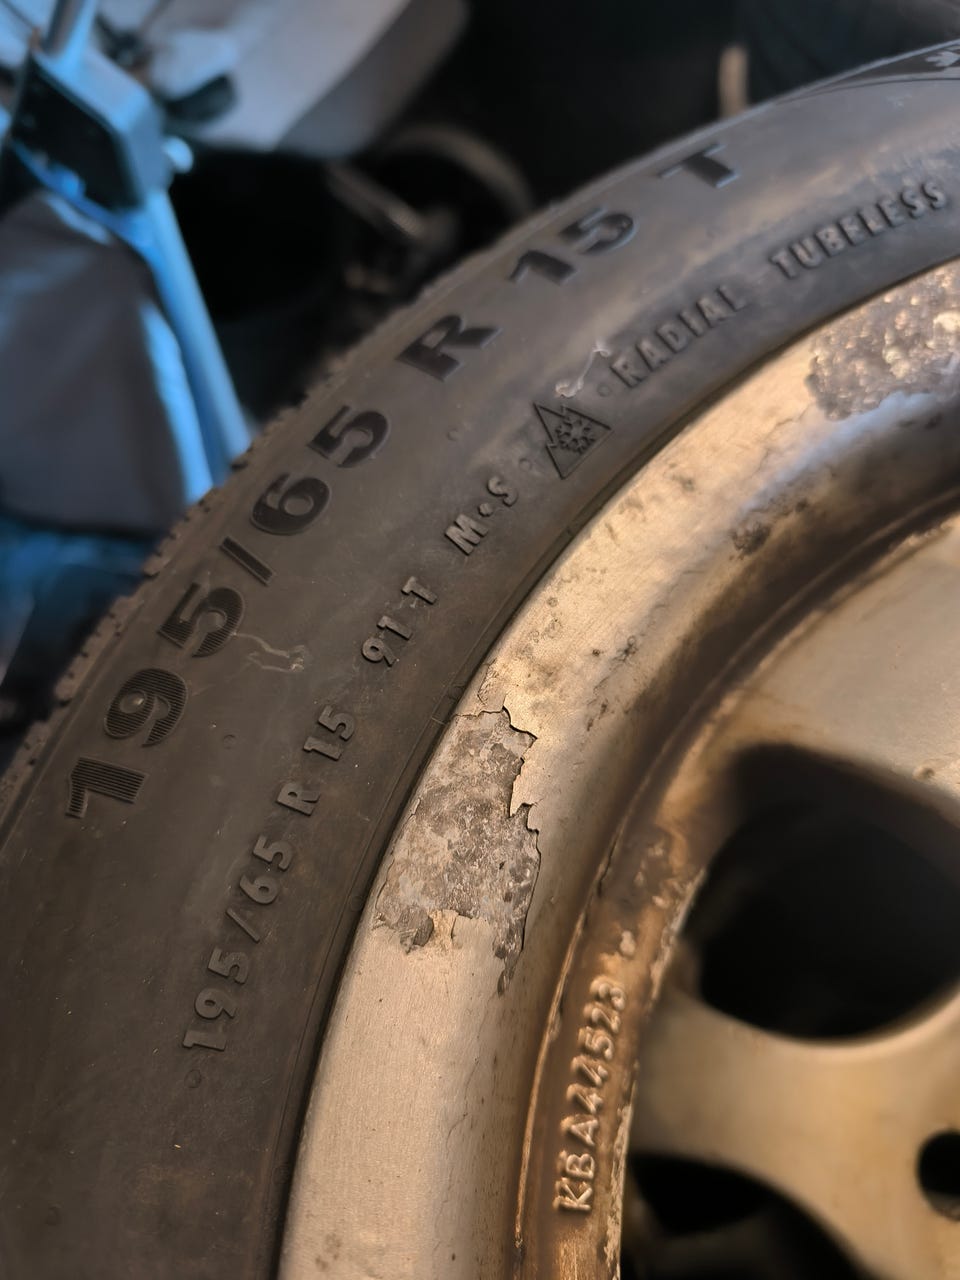 195/65 R 15 T
195/65 R 15 91 T M·S · RADIAL TUBELESS
KBA44523